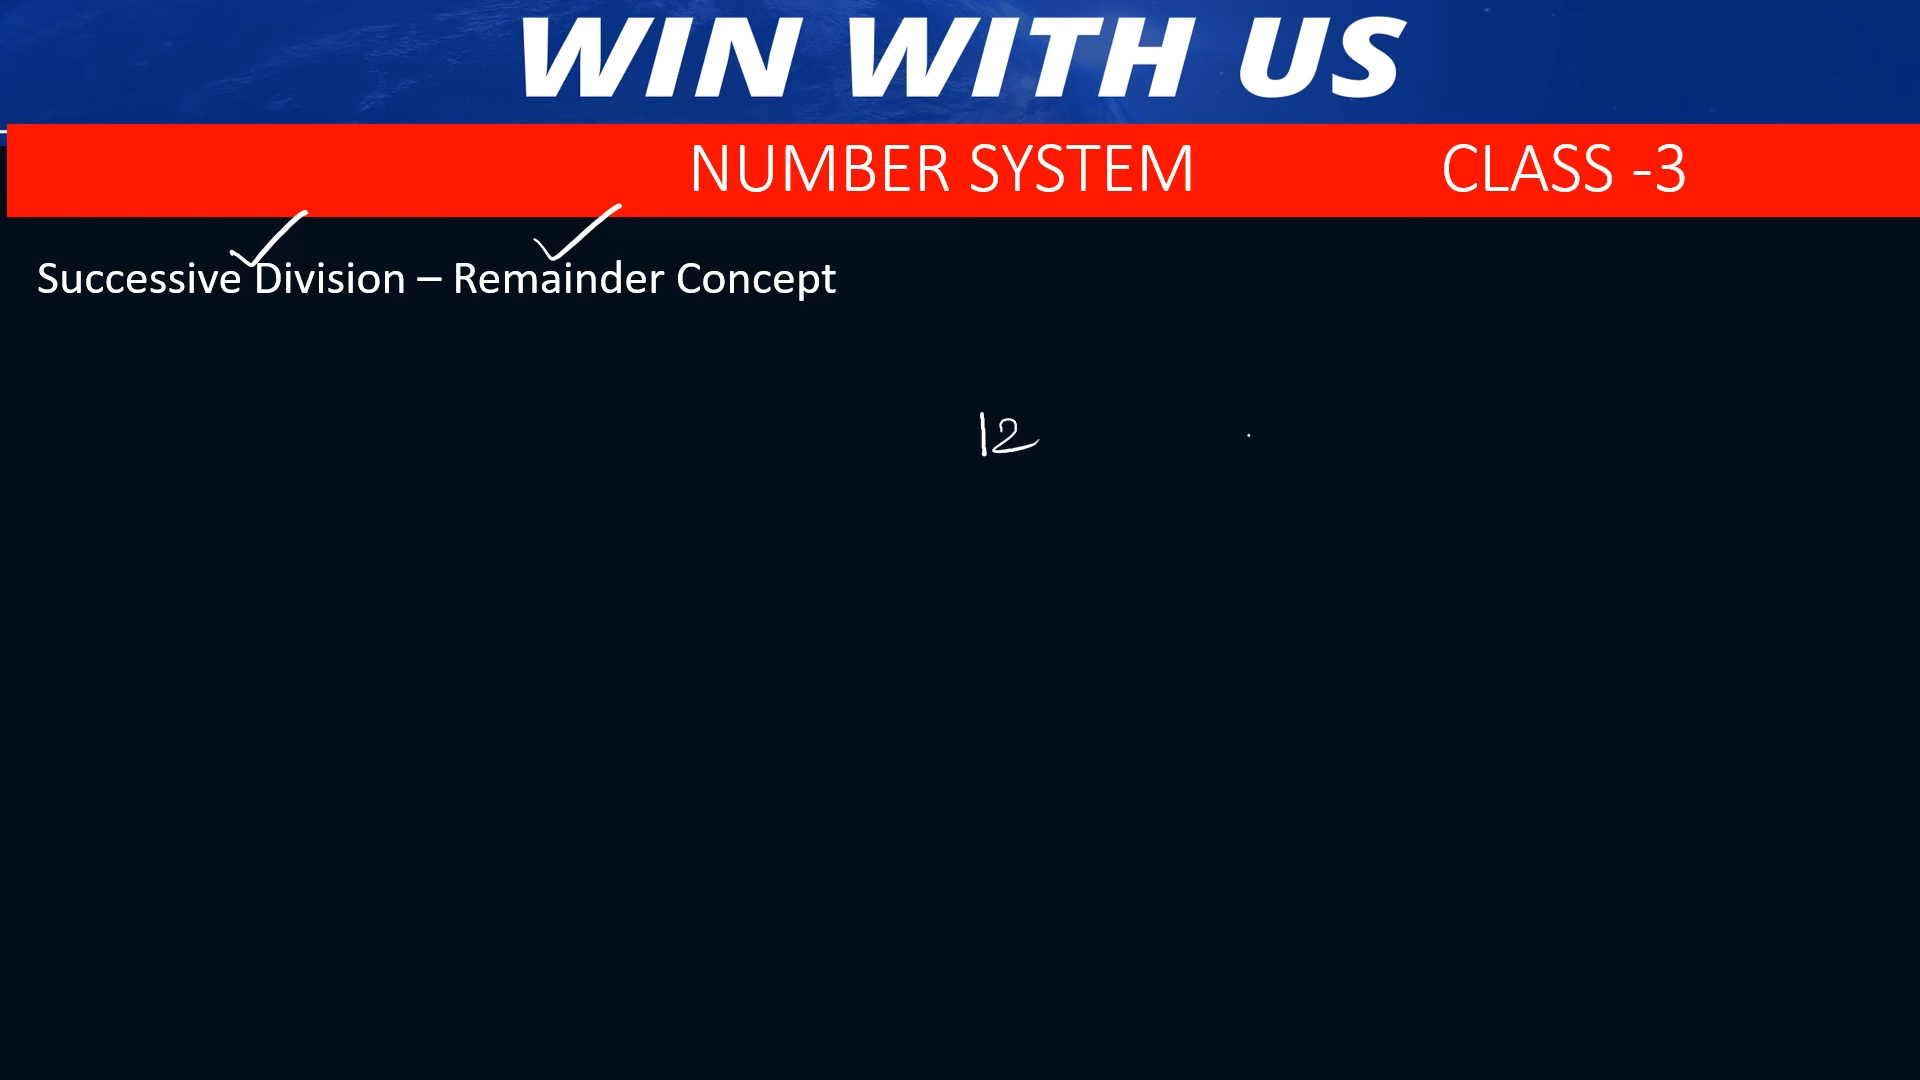 WIN WITH US
NUMBER SYSTEM CLASS -3
Successive Division – Remainder Concept
12